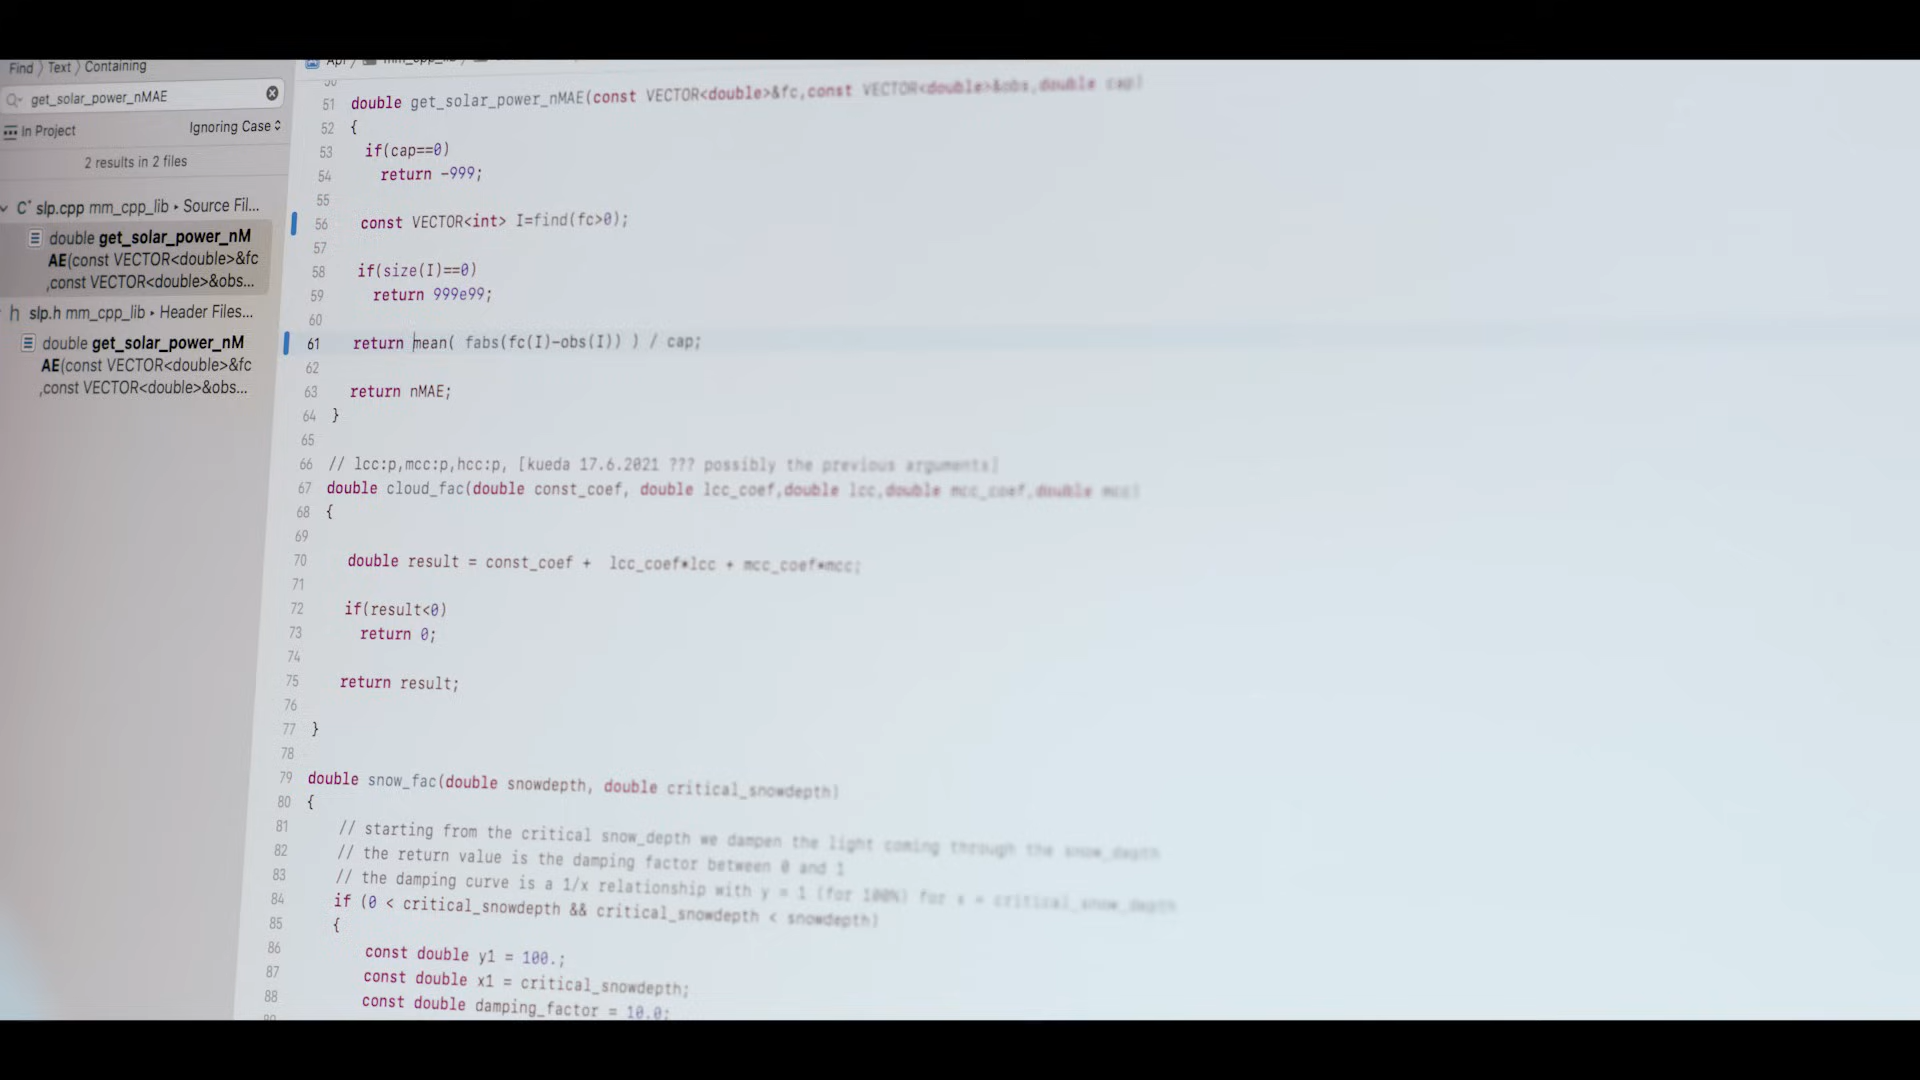 Find 〉 Text 〉 Containing
get_solar_power_nMAE
In Project
Ignoring Case
2 results in 2 files
slp.cpp mm_cpp_lib ▸ Source Fil...
double get_solar_power_nM
AE(const VECTOR<double>&fc
,const VECTOR<double>&obs...
h slp.h mm_cpp_lib ▸ Header Files...
double get_solar_power_nM
AE(const VECTOR<double>&fc
,const VECTOR<double>&obs...
51 double get_solar_power_nMAE(const VECTOR<double>&fc,const VECTOR<double>&obs,double cap)
52 {
53 if(cap==0)
54 return -999;
55
56 const VECTOR<int> I=find(fc>0);
57
58 if(size(I)==0)
59 return 999e99;
60
61 return mean( fabs(fc(I)-obs(I)) ) / cap;
62
63 return nMAE;
64 }
65
66 // lcc:p,mcc:p,hcc:p, [kueda 17.6.2021 ??? possibly the previous arguments]
67 double cloud_fac(double const_coef, double lcc_coef,double lcc,double mcc_coef,double mcc)
68 {
69
70 double result = const_coef + lcc_coef*lcc + mcc_coef*mcc;
71
72 if(result<0)
73 return 0;
74
75 return result;
76
77 }
78
79 double snow_fac(double snowdepth, double critical_snowdepth)
80 {
81 // starting from the critical snow_depth we dampen the light coming through the snow_depth
82 // the return value is the damping factor between 0 and 1
83 // the damping curve is a 1/x relationship with y = 1 (for 100%) for x = critical_snow_depth
84 if (0 < critical_snowdepth && critical_snowdepth < snowdepth)
85 {
86 const double y1 = 100.;
87 const double x1 = critical_snowdepth;
88 const double damping_factor = 10.0;